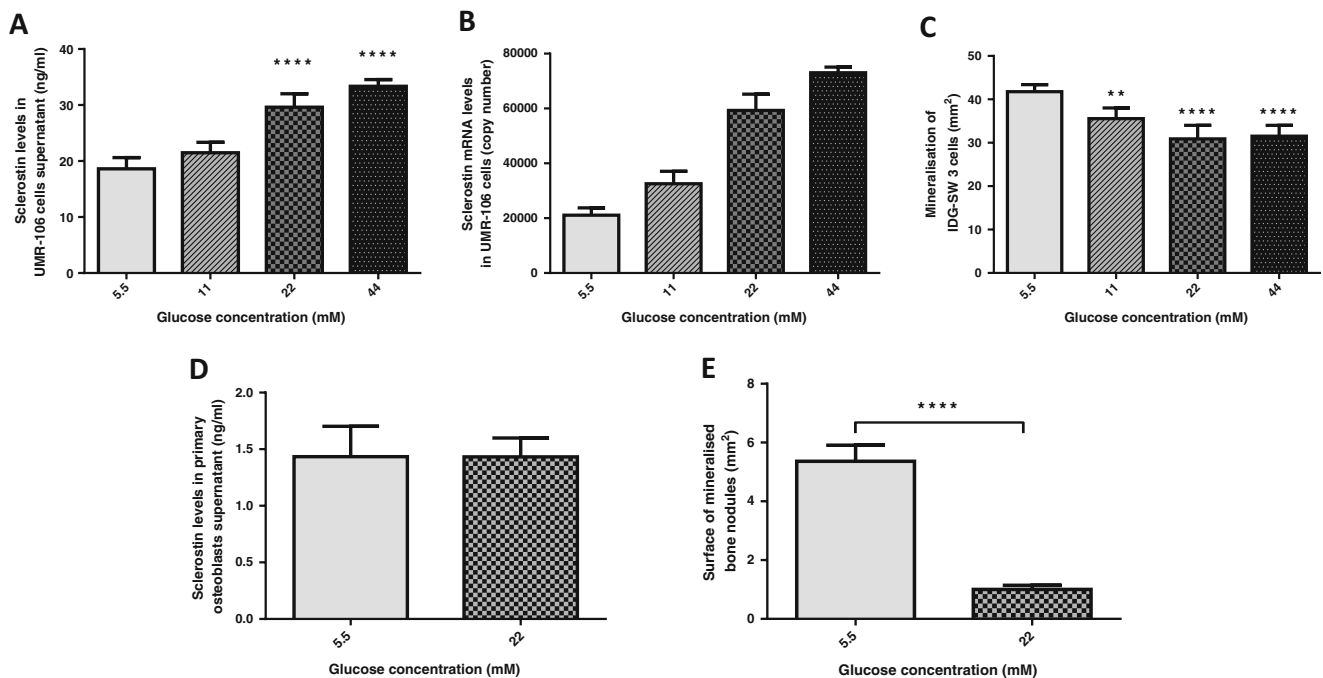 A
Sclerostin levels in
UMR-106 cells supernatant (ng/ml)
40
30
20
10
0
**** ****
5.5 11 22 44
Glucose concentration (mM)
B
Sclerostin mRNA levels
in UMR-106 cells (copy number)
80000
60000
40000
20000
0
5.5 11 22 44
Glucose concentration (mM)
C
Mineralisation of
IDG-SW 3 cells (mm²)
50
40
30
20
10
0
** **** ****
5.5 11 22 44
Glucose concentration (mM)
D
Sclerostin levels in primary
osteoblasts supernatant (ng/ml)
2.0
1.5
1.0
0.5
0.0
5.5 22
Glucose concentration (mM)
E
Surface of mineralised
bone nodules (mm²)
8
6
4
2
0
****
5.5 22
Glucose concentration (mM)